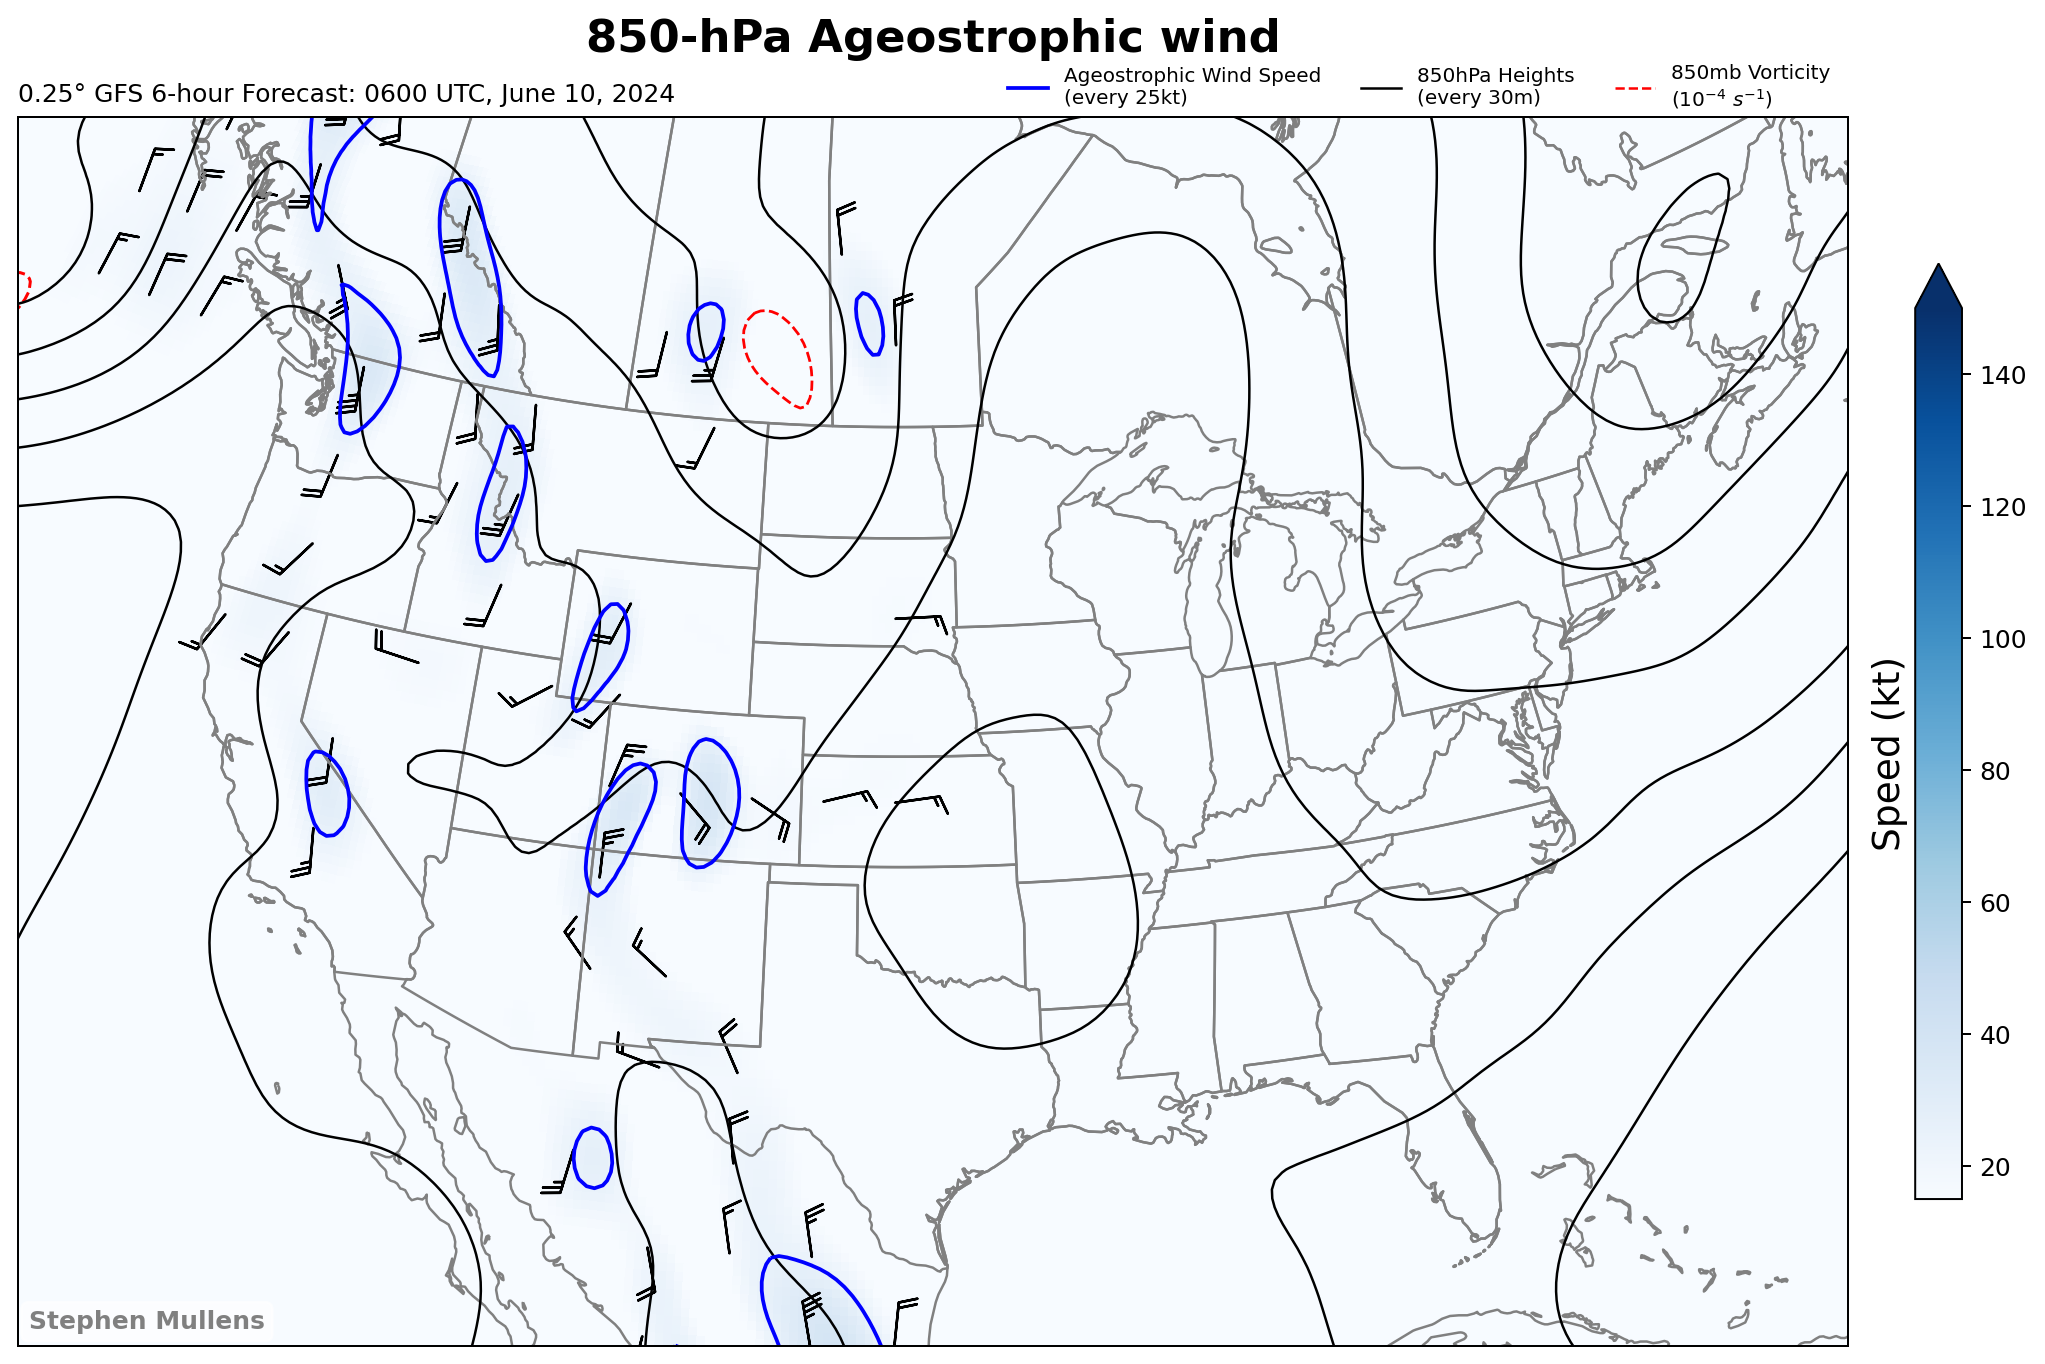 850-hPa Ageostrophic wind
0.25° GFS 6-hour Forecast: 0600 UTC, June 10, 2024
Ageostrophic Wind Speed
(every 25kt)
850hPa Heights
(every 30m)
850mb Vorticity
(10⁻⁴ s⁻¹)
140
120
100
80
60
40
20
Speed (kt)
Stephen Mullens